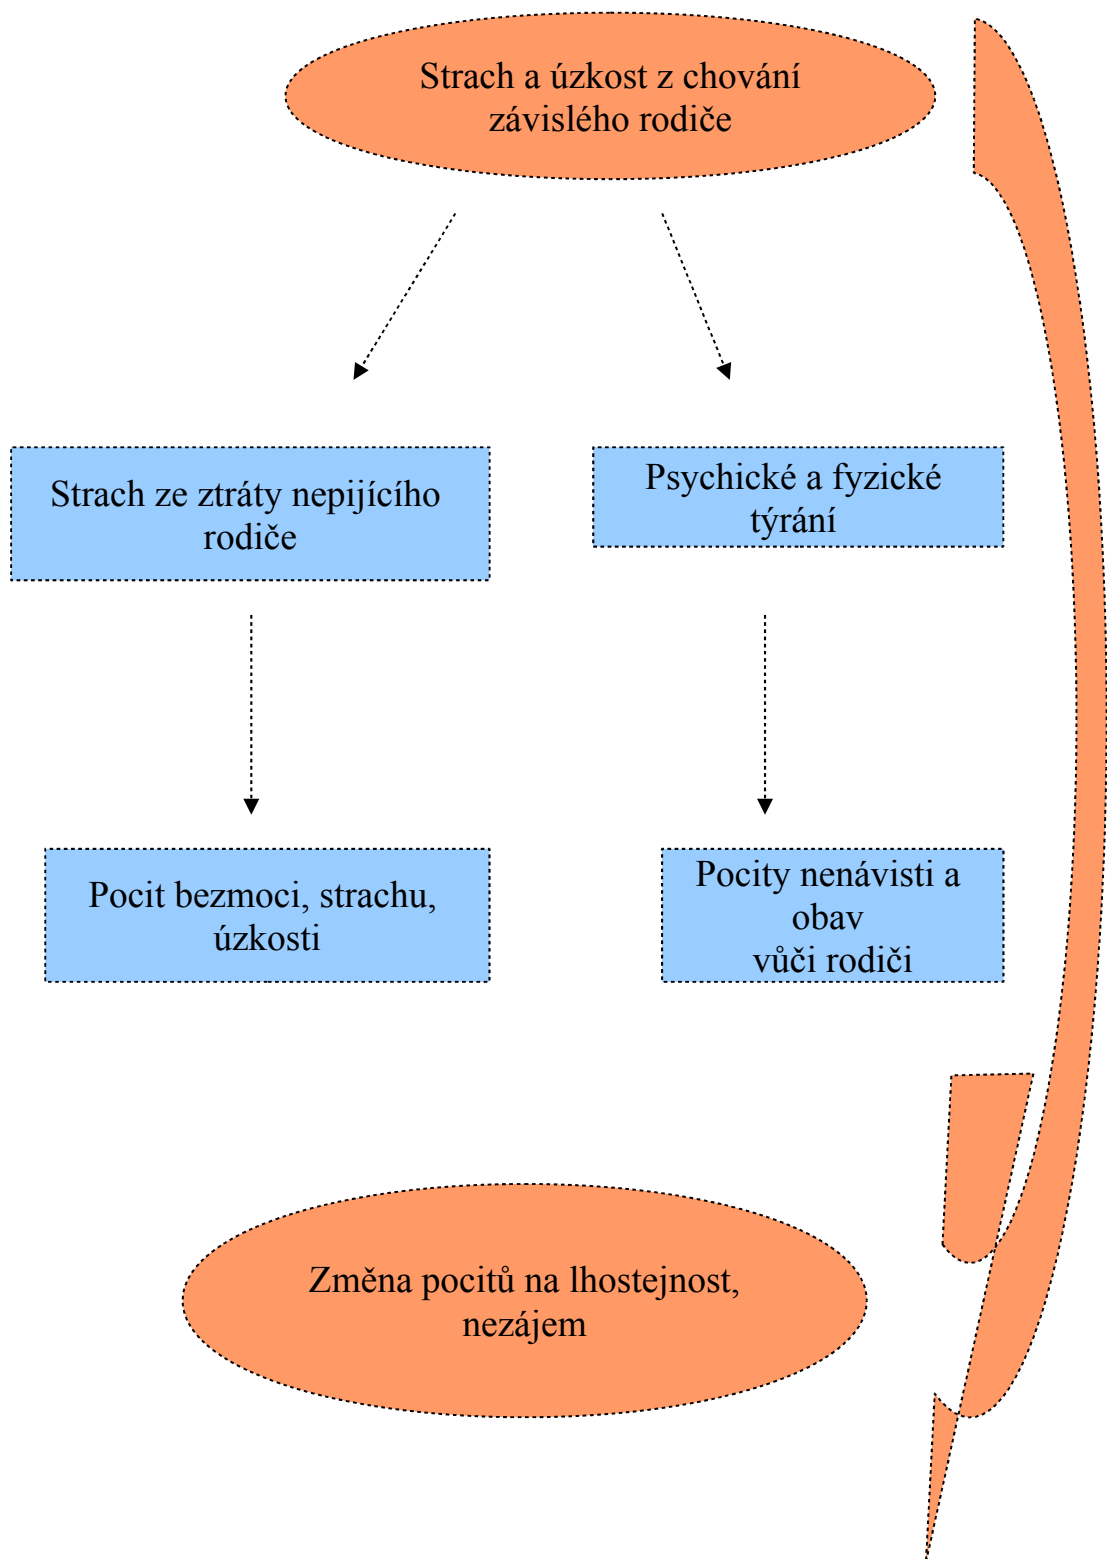 Strach a úzkost z chování
závislého rodiče
Strach ze ztráty nepijícího
rodiče
Psychické a fyzické
týrání
Pocit bezmoci, strachu,
úzkosti
Pocity nenávisti a
obav
vůči rodiči
Změna pocitů na lhostejnost,
nezájem